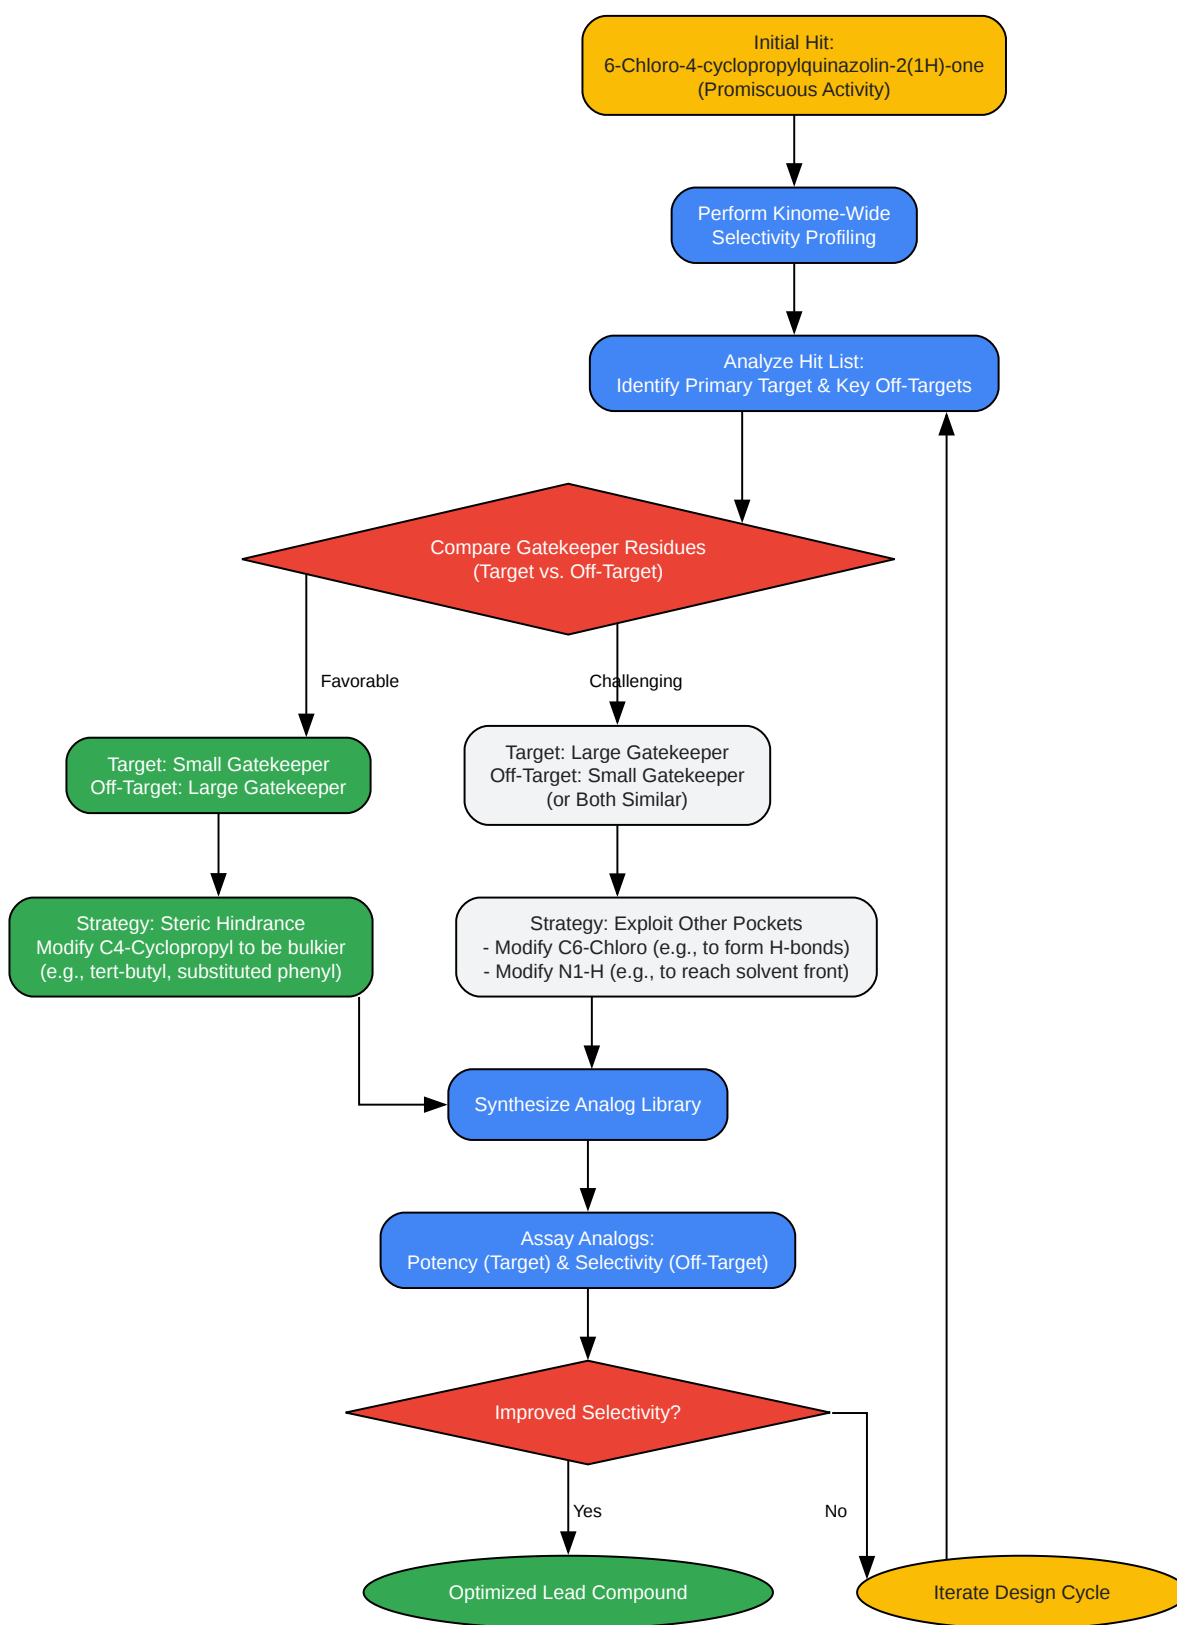 Initial Hit:
6-Chloro-4-cyclopropylquinazolin-2(1H)-one
(Promiscuous Activity)
Perform Kinome-Wide
Selectivity Profiling
Analyze Hit List:
Identify Primary Target & Key Off-Targets
Compare Gatekeeper Residues
(Target vs. Off-Target)
Favorable
Challenging
Target: Small Gatekeeper
Off-Target: Large Gatekeeper
Target: Large Gatekeeper
Off-Target: Small Gatekeeper
(or Both Similar)
Strategy: Steric Hindrance
Modify C4-Cyclopropyl to be bulkier
(e.g., tert-butyl, substituted phenyl)
Strategy: Exploit Other Pockets
- Modify C6-Chloro (e.g., to form H-bonds)
- Modify N1-H (e.g., to reach solvent front)
Synthesize Analog Library
Assay Analogs:
Potency (Target) & Selectivity (Off-Target)
Improved Selectivity?
Yes
No
Optimized Lead Compound
Iterate Design Cycle